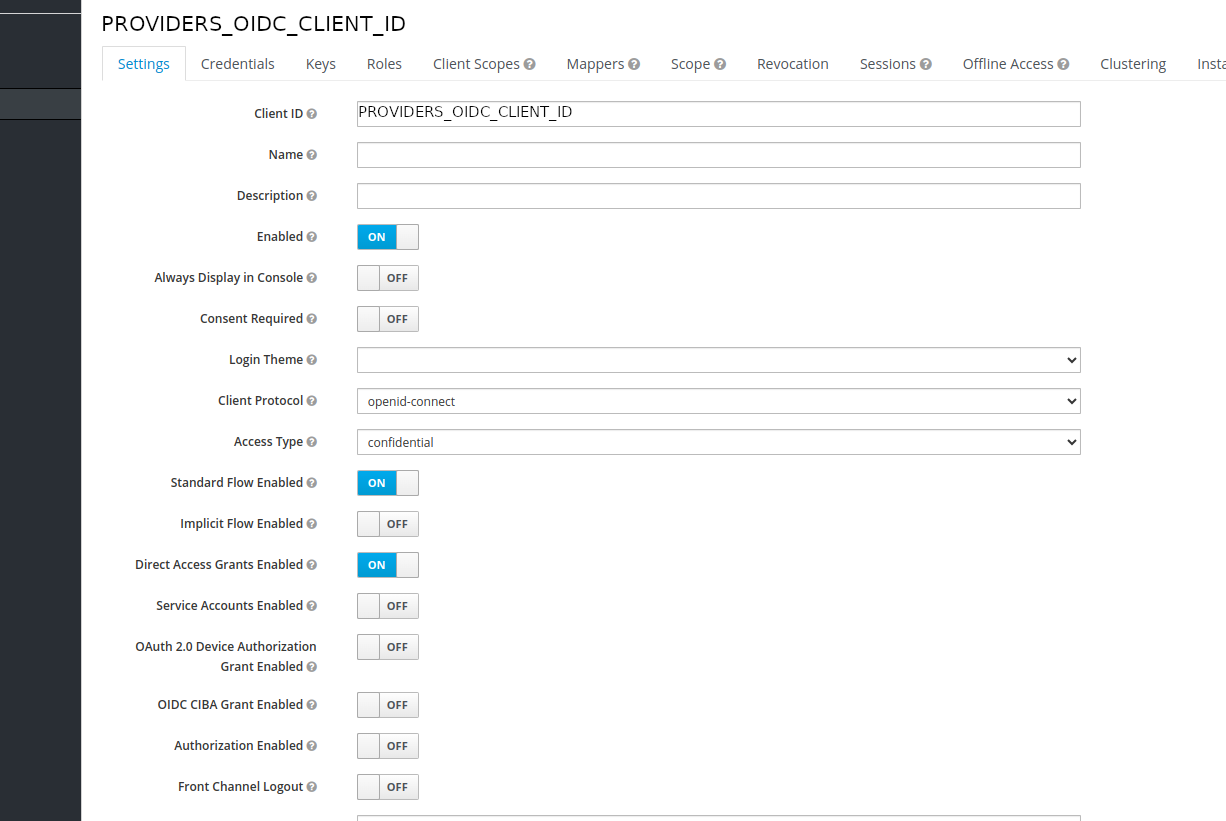 PROVIDERS_OIDC_CLIENT_ID
Settings Credentials Keys Roles Client Scopes Mappers Scope Revocation Sessions Offline Access Clustering Insta
Client ID PROVIDERS_OIDC_CLIENT_ID
Name
Description
Enabled ON
Always Display in Console OFF
Consent Required OFF
Login Theme
Client Protocol openid-connect
Access Type confidential
Standard Flow Enabled ON
Implicit Flow Enabled OFF
Direct Access Grants Enabled ON
Service Accounts Enabled OFF
OAuth 2.0 Device Authorization OFF
Grant Enabled
OIDC CIBA Grant Enabled OFF
Authorization Enabled OFF
Front Channel Logout OFF